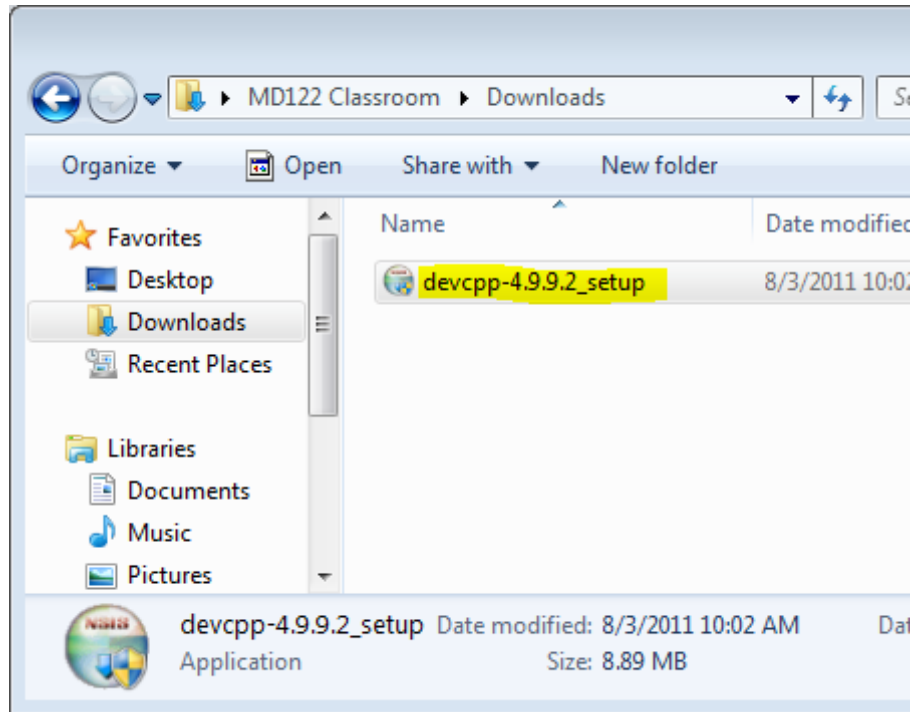 MD122 Classroom Downloads
Organize Open Share with New folder
Favorites
Desktop
Downloads
Recent Places
Libraries
Documents
Music
Pictures
Name Date modified
devcpp-4.9.9.2_setup 8/3/2011 10:02
NSIS
devcpp-4.9.9.2_setup Date modified: 8/3/2011 10:02 AM
Application Size: 8.89 MB